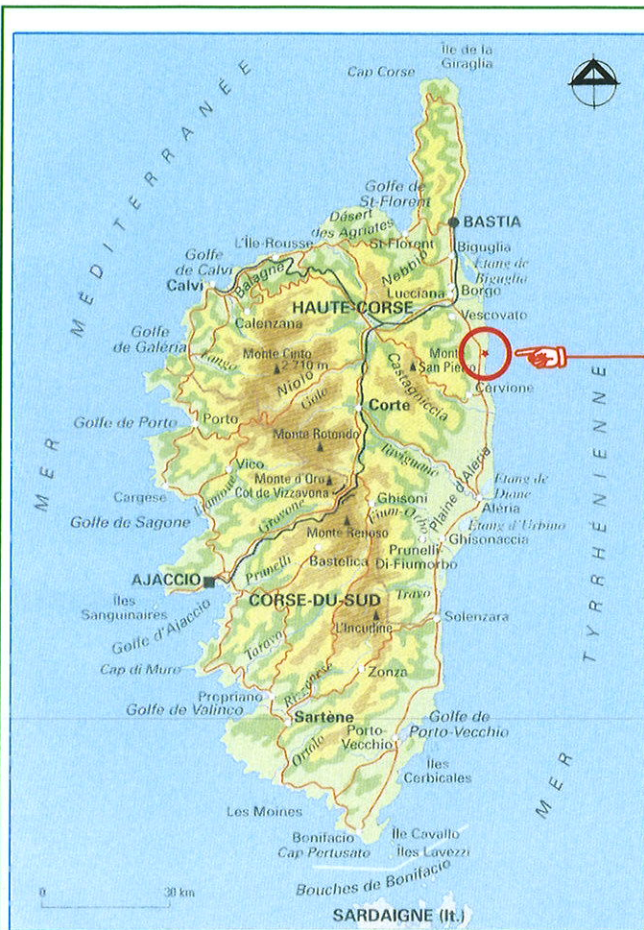 Île de la
Giraglia
Cap Corse
MER MÉDITERRANÉE
Golfe de
St-Florent
BASTIA
Désert
des Agriates
L'Île-Rousse
St-Florent
Biguglia
Golfe
de Calvi
Nebbio
Etang de
Biguglia
Calvi
Balagne
Lucciana
Borgo
HAUTE-CORSE
Vescovato
Calenzana
Golfe
de Galéria
Fango
Monte Cinto
2 710 m
Monte
San Pietro
Castagniccia
Niolo
Golo
Cervione
Corte
Golfe de Porto
Porto
Monte Rotondo
Tavignano
Vico
Monte d'Oro
Col de Vizzavona
Etang de
Diane
Cargese
Liamone
Gravone
Ghisoni
Fium-Orbo
Plaine d'Aléria
Aléria
Golfe de Sagone
Etang d'Urbino
Monte Renoso
Ghisonaccia
Prunelli
Di-Fiumorbo
Bastelica
Prunelli
AJACCIO
CORSE-DU-SUD
Travo
Îles
Sanguinaires
Golfe d'Ajaccio
L'Incudine
Solenzara
Taravo
Cap di Muro
Zonza
Rizzanese
Propriano
Golfe de Valinco
Sartène
Golfe de
Porto-Vecchio
Porto-
Vecchio
Ortolo
Îles
Cerbicales
MER TYRRHÉNIENNE
Les Moines
Bonifacio
Île Cavallo
Cap Pertusato
Îles Lavezzi
Bouches de Bonifacio
0 30 km
SARDAIGNE (It.)